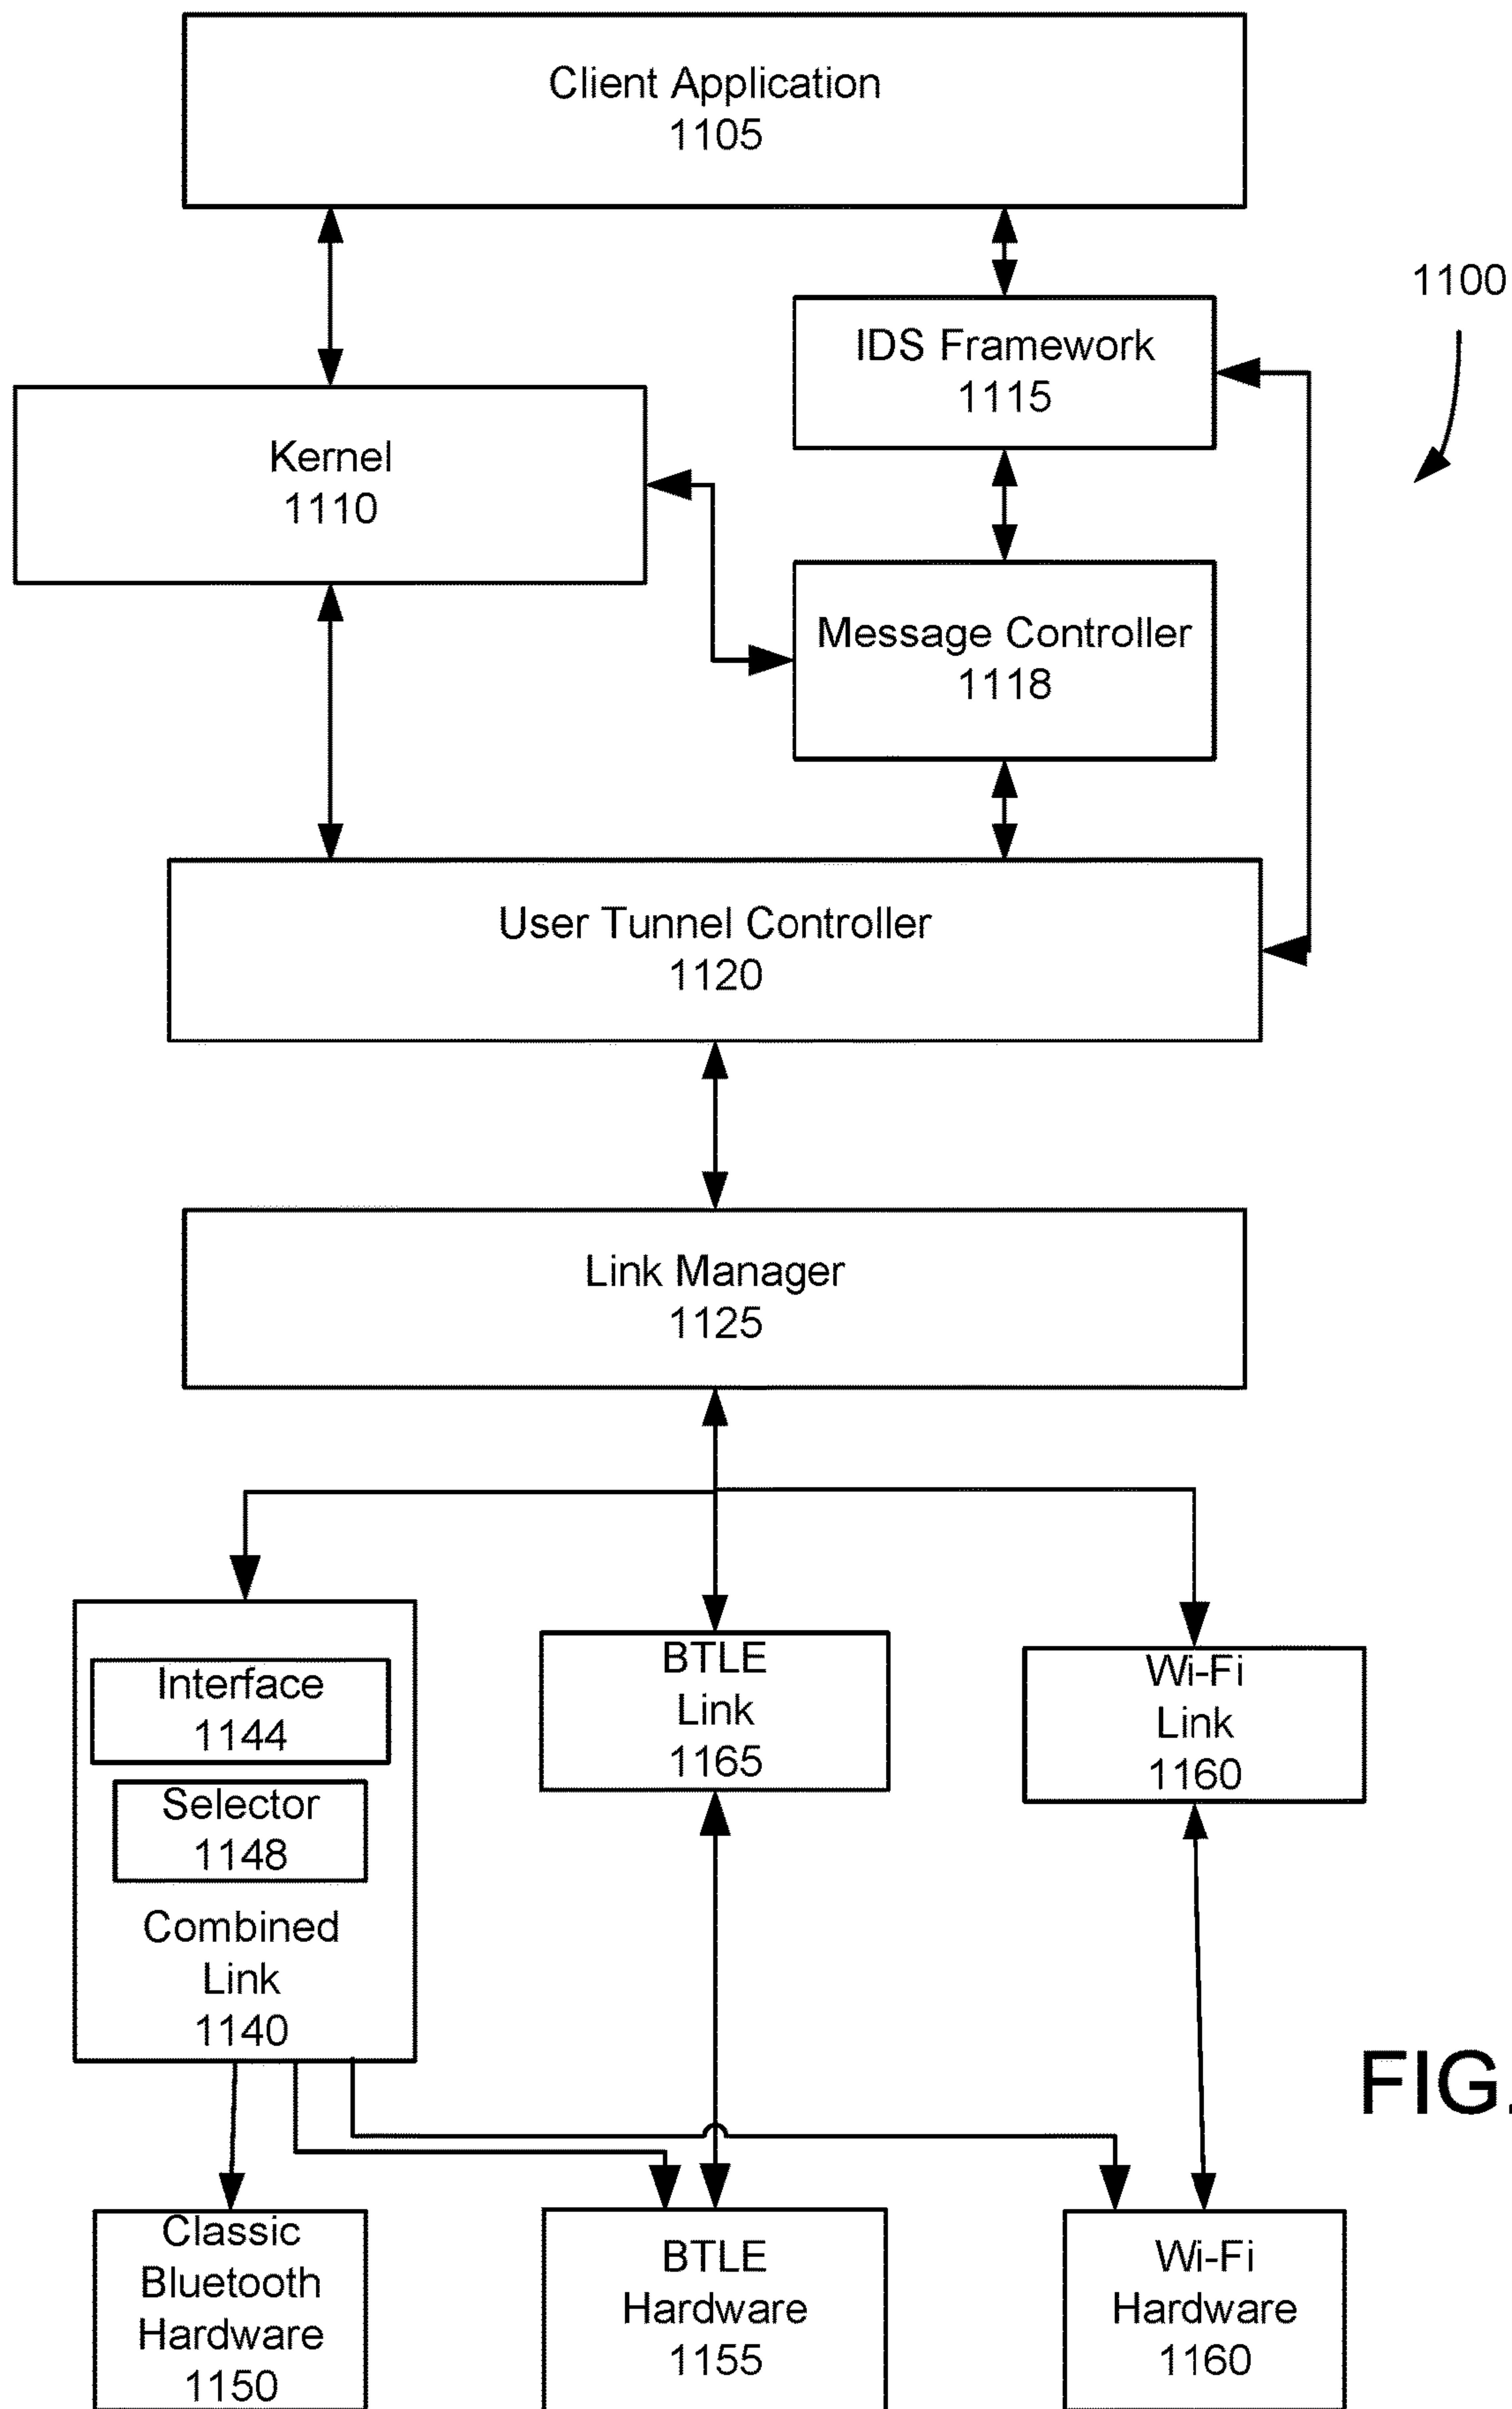 Client Application
1105
1100
IDS Framework
1115
Kernel
1110
Message Controller
1118
User Tunnel Controller
1120
Link Manager
1125
Interface
1144
Selector
1148
Combined
Link
1140
BTLE
Link
1165
Wi-Fi
Link
1160
FIG.
Classic
Bluetooth
Hardware
1150
BTLE
Hardware
1155
Wi-Fi
Hardware
1160